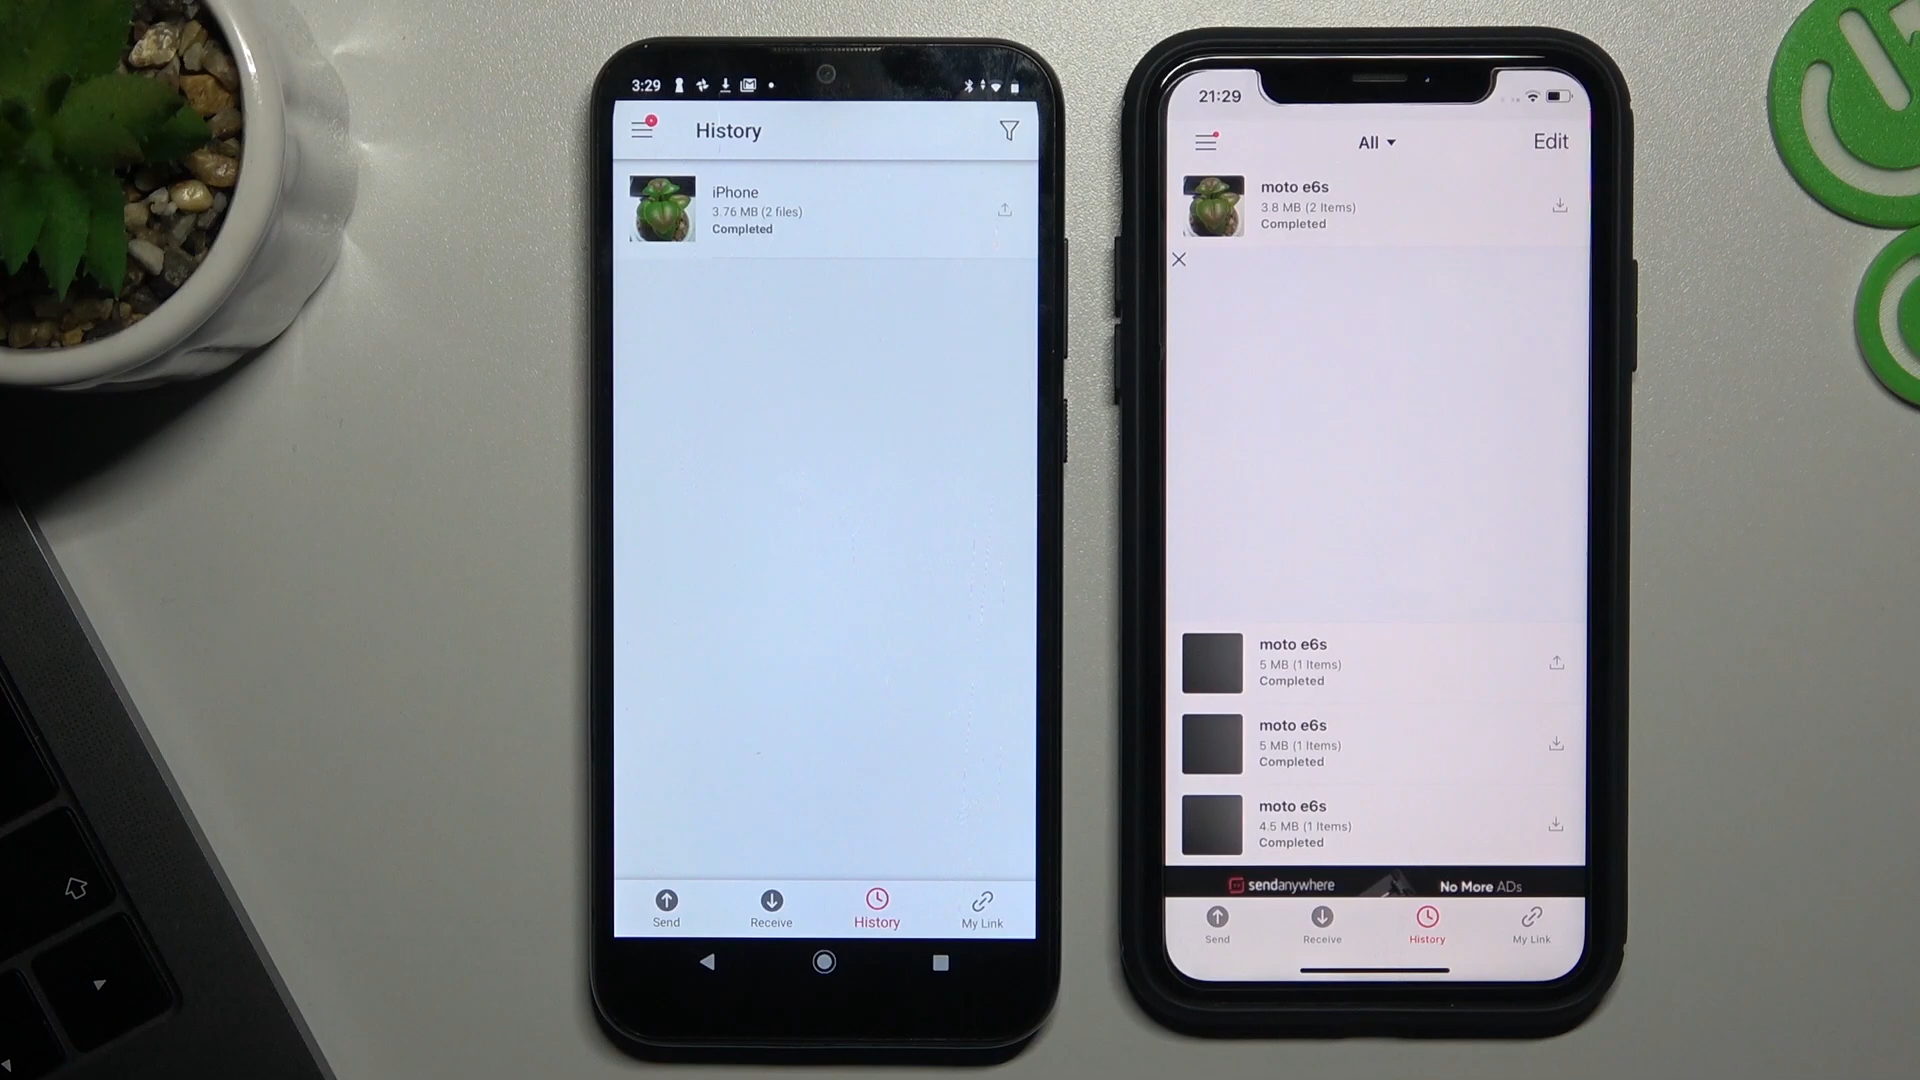 3:29
History
iPhone
3.76 MB (2 files)
Completed
Send
Receive
History
My Link
21:29
All
Edit
moto e6s
3.8 MB (2 Items)
Completed
moto e6s
5 MB (1 Items)
Completed
moto e6s
5 MB (1 Items)
Completed
moto e6s
4.5 MB (1 Items)
Completed
sendanywhere
No More ADs
Send
Receive
History
My Link